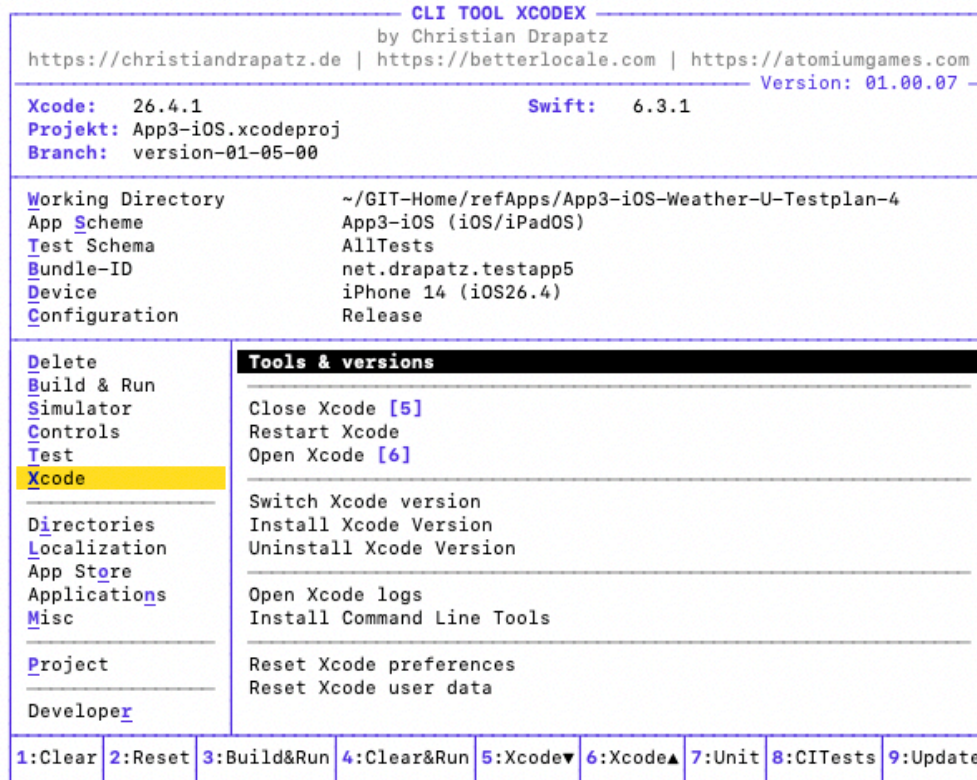 CLI TOOL XCODEX
by Christian Drapatz
https://christiandrapatz.de | https://betterlocale.com | https://atomiumgames.com
Version: 01.00.07
Xcode: 26.4.1 Swift: 6.3.1
Projekt: App3-iOS.xcodeproj
Branch: version-01-05-00
Working Directory ~/GIT-Home/refApps/App3-iOS-Weather-U-Testplan-4
App Scheme App3-iOS (iOS/iPadOS)
Test Schema AllTests
Bundle-ID net.drapatz.testapp5
Device iPhone 14 (iOS26.4)
Configuration Release
Delete
Build & Run
Simulator
Controls
Test
Xcode
Directories
Localization
App Store
Applications
Misc
Project
Developer
Tools & versions
Close Xcode [5]
Restart Xcode
Open Xcode [6]
Switch Xcode version
Install Xcode Version
Uninstall Xcode Version
Open Xcode logs
Install Command Line Tools
Reset Xcode preferences
Reset Xcode user data
1:Clear 2:Reset 3:Build&Run 4:Clear&Run 5:Xcode▼ 6:Xcode▲ 7:Unit 8:CITests 9:Update